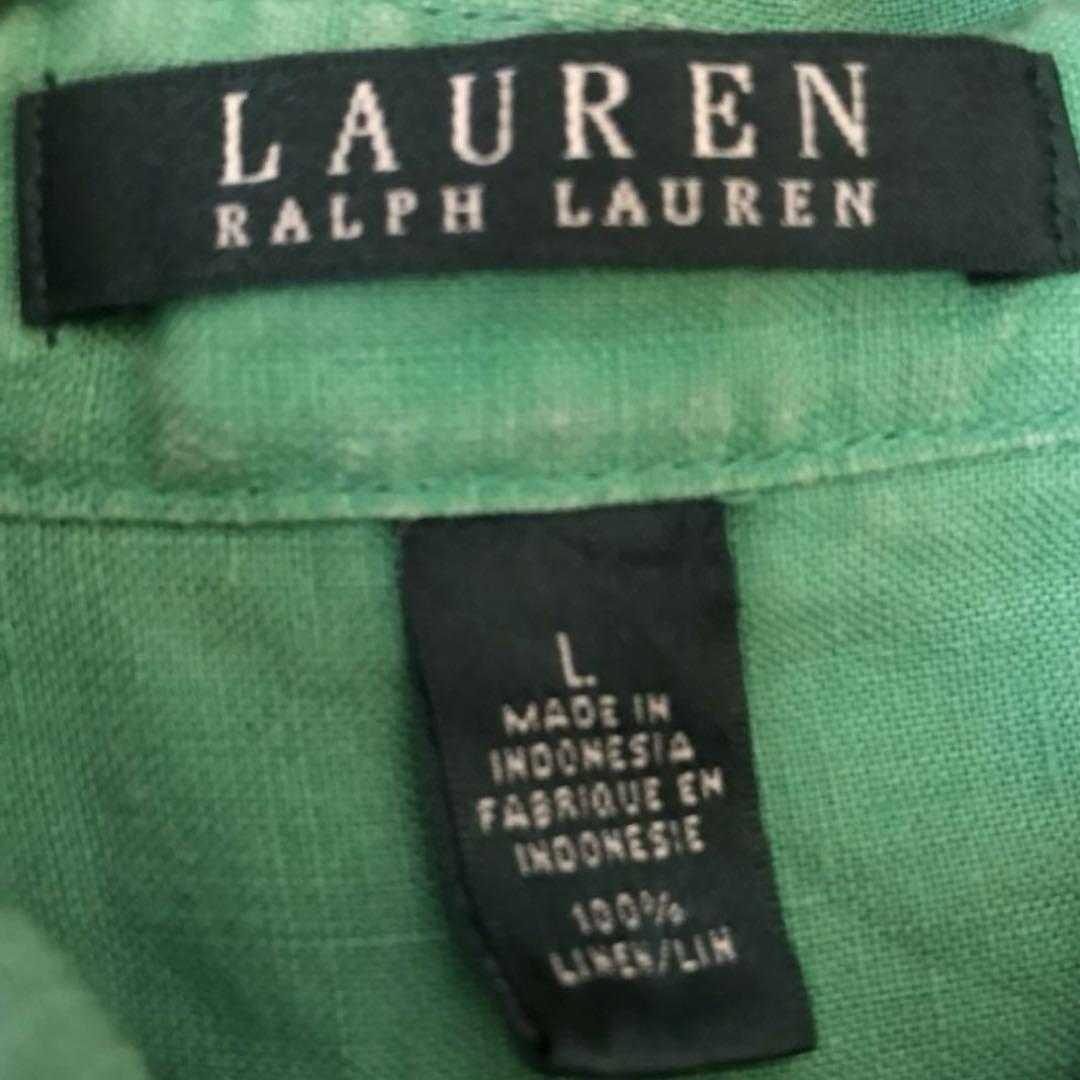 LAUREN
RALPH LAUREN
L
MADE IN
INDONESIA
FABRIQUE EN
INDONESIE
100%
LINEN/LIN